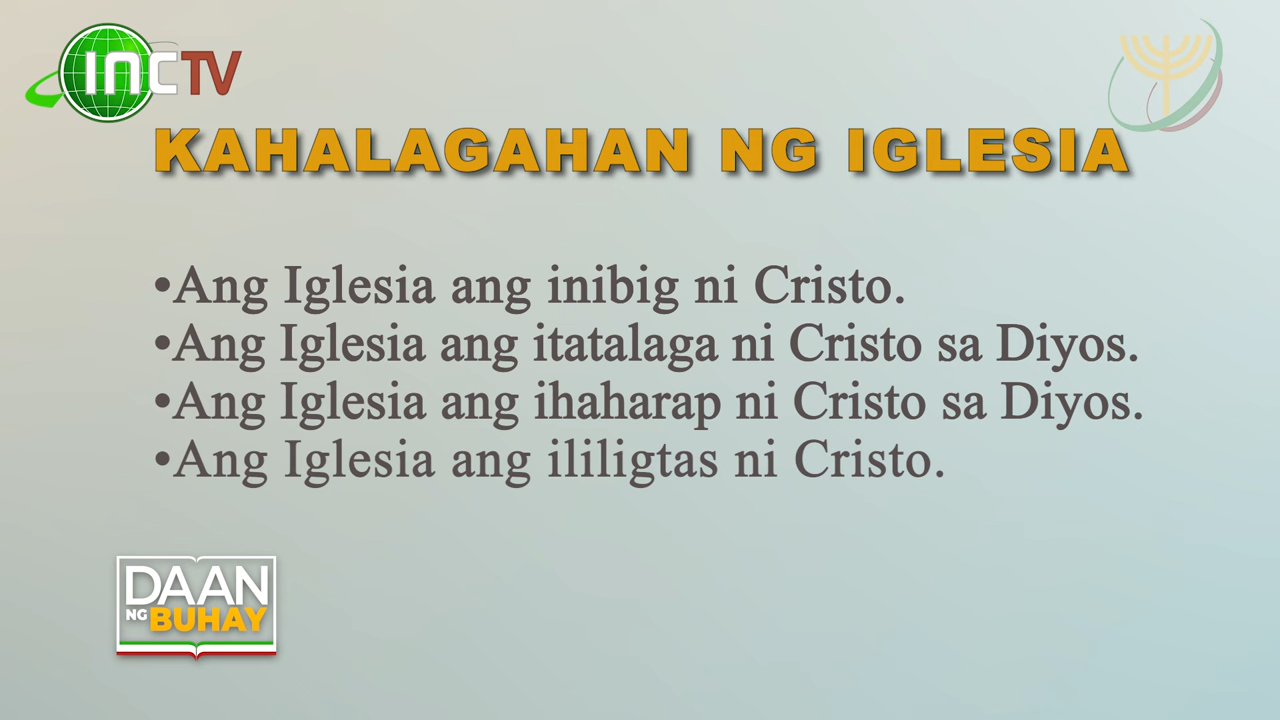 INCTV
KAHALAGAHAN NG IGLESIA
•Ang Iglesia ang inibig ni Cristo.
•Ang Iglesia ang itatalaga ni Cristo sa Diyos.
•Ang Iglesia ang ihaharap ni Cristo sa Diyos.
•Ang Iglesia ang ililigtas ni Cristo.
DAAN
NG BUHAY